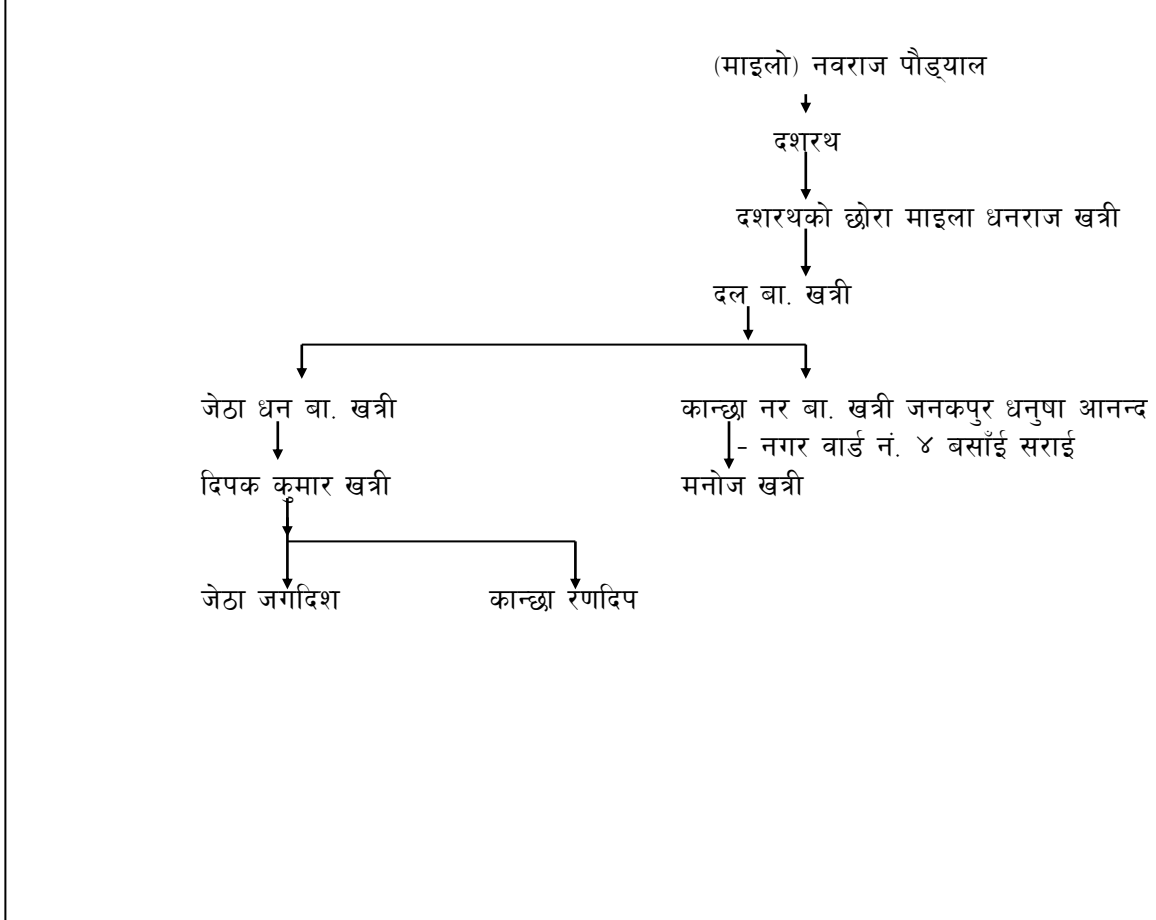 (माइलो) नवराज पौड्याल
दशरथ
दशरथको छोरा माइला धनराज खत्री
दल बा. खत्री
जेठा धन बा. खत्री
कान्छा नर बा. खत्री जनकपुर धनुषा आनन्द
- नगर वार्ड नं. ४ बसाँई सराई
दिपक कुमार खत्री
मनोज खत्री
जेठा जगदिश
कान्छा रणदिप